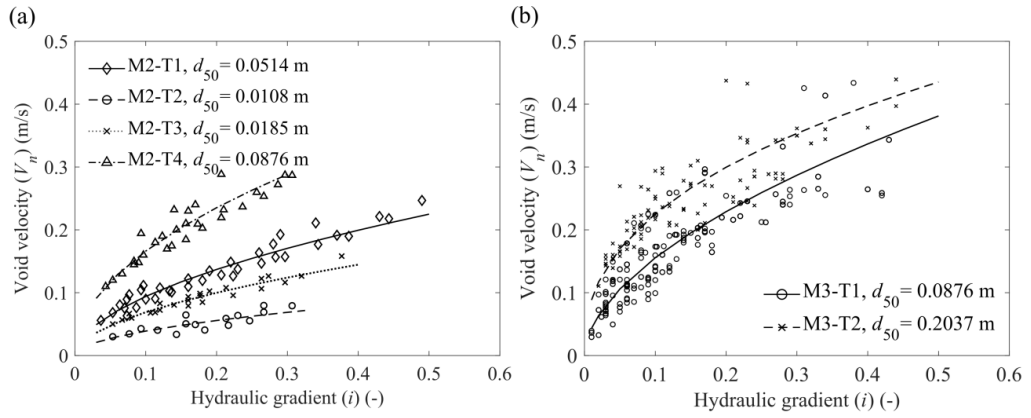 (a)
0.5
0.4
0.3
0.2
0.1
0
Void velocity (Vn) (m/s)
M2-T1, d50= 0.0514 m
M2-T2, d50= 0.0108 m
M2-T3, d50= 0.0185 m
M2-T4, d50= 0.0876 m
0 0.1 0.2 0.3 0.4 0.5 0.6
Hydraulic gradient (i) (-)
(b)
0.5
0.4
0.3
0.2
0.1
0
Void velocity (Vn) (m/s)
M3-T1, d50= 0.0876 m
M3-T2, d50= 0.2037 m
0 0.1 0.2 0.3 0.4 0.5 0.6
Hydraulic gradient (i) (-)